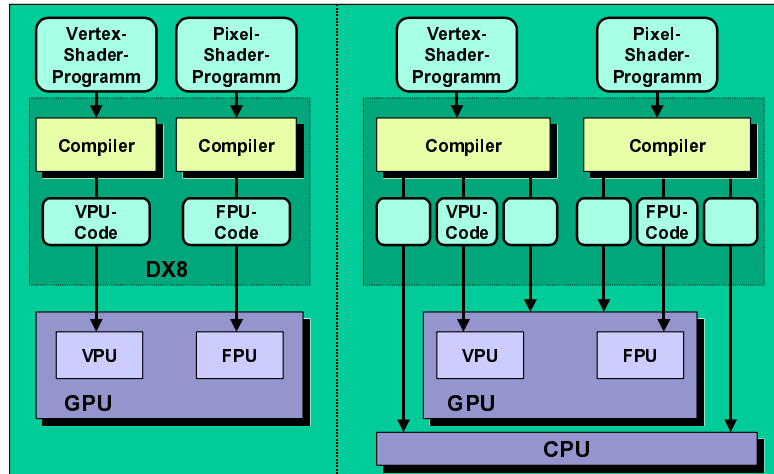 Vertex-
Shader-
Programm
Pixel-
Shader-
Programm
Compiler
Compiler
VPU-
Code
FPU-
Code
DX8
VPU
FPU
GPU
Vertex-
Shader-
Programm
Pixel-
Shader-
Programm
Compiler
Compiler
VPU-
Code
FPU-
Code
VPU
FPU
GPU
CPU